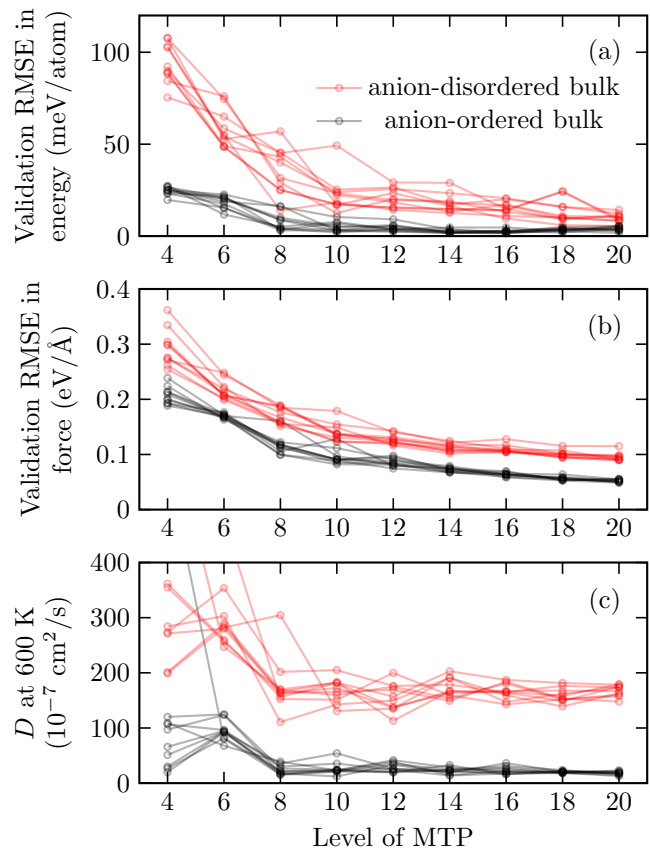 Validation RMSE in
energy (meV/atom)
100
50
0
(a)
anion-disordered bulk
anion-ordered bulk
4 6 8 10 12 14 16 18 20
Validation RMSE in
force (eV/Å)
0.4
0.3
0.2
0.1
0
(b)
4 6 8 10 12 14 16 18 20
D at 600 K
(10⁻⁷ cm²/s)
400
300
200
100
0
(c)
4 6 8 10 12 14 16 18 20
Level of MTP